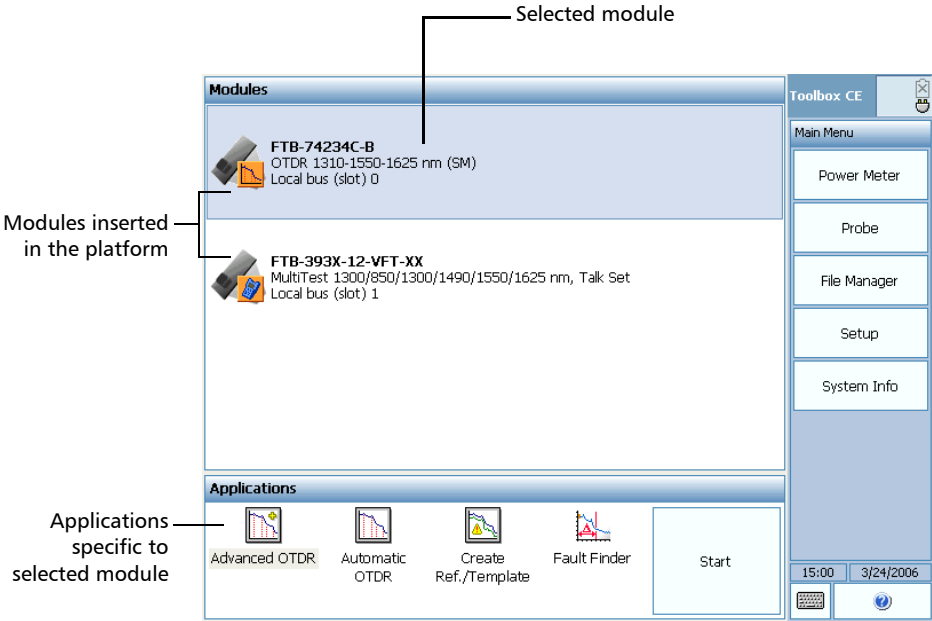 Selected module
Modules
Toolbox CE
Main Menu
FTB-74234C-B
OTDR 1310-1550-1625 nm (SM)
Local bus (slot) 0
Power Meter
Modules inserted
in the platform
Probe
FTB-393X-12-VFT-XX
MultiTest 1300/850/1300/1490/1550/1625 nm, Talk Set
Local bus (slot) 1
File Manager
Setup
System Info
Applications
Applications
specific to
selected module
Advanced OTDR
Automatic
OTDR
Create
Ref./Template
Fault Finder
Start
15:00
3/24/2006